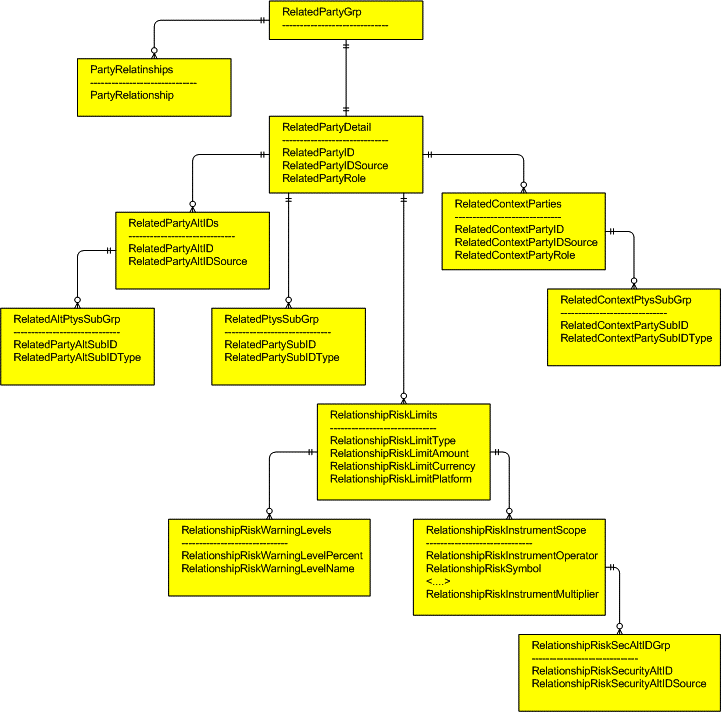 RelatedPartyGrp
-------------------------------
PartyRelatinships
-------------------------------
PartyRelationship
RelatedPartyDetail
-------------------------------
RelatedPartyID
RelatedPartyIDSource
RelatedPartyRole
RelatedPartyAltIDs
-------------------------------
RelatedPartyAltID
RelatedPartyAltIDSource
RelatedContextParties
-------------------------------
RelatedContextPartyID
RelatedContextPartyIDSource
RelatedContextPartyRole
RelatedAltPtysSubGrp
-------------------------------
RelatedPartyAltSubID
RelatedPartyAltSubIDType
RelatedPtysSubGrp
-------------------------------
RelatedPartySubID
RelatedPartySubIDType
RelatedContextPtysSubGrp
-------------------------------
RelatedContextPartySubID
RelatedContextPartySubIDType
RelationshipRiskLimits
-------------------------------
RelationshipRiskLimitType
RelationshipRiskLimitAmount
RelationshipRiskLimitCurrency
RelationshipRiskLimitPlatform
RelationshipRiskWarningLevels
-------------------------------
RelationshipRiskWarningLevelPercent
RelationshipRiskWarningLevelName
RelationshipRiskInstrumentScope
-------------------------------
RelationshipRiskInstrumentOperator
RelationshipRiskSymbol
<....>
RelationshipRiskInstrumentMultiplier
RelationshipRiskSecAltIDGrp
-------------------------------
RelationshipRiskSecurityAltID
RelationshipRiskSecurityAltIDSource